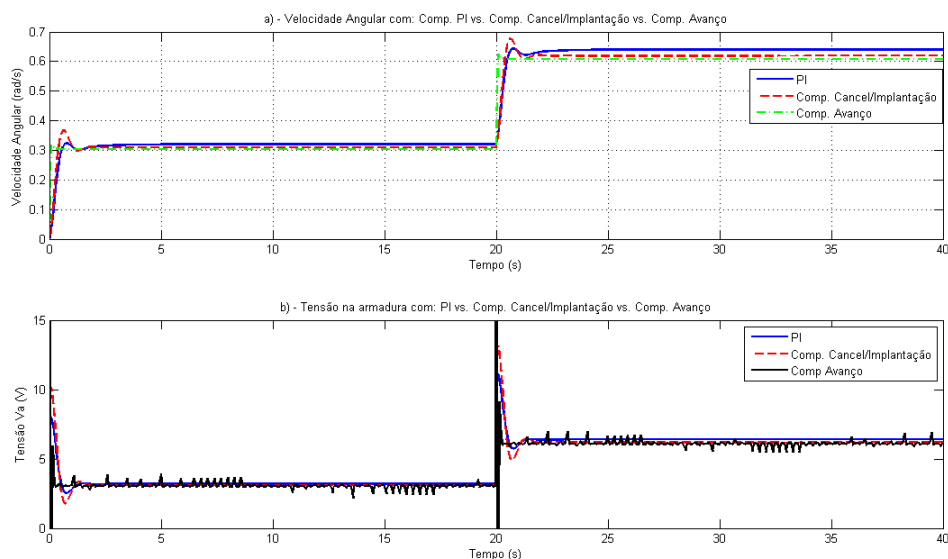 a) - Velocidade Angular com: Comp. PI vs. Comp. Cancel/Implantação vs. Comp. Avanço
0.7
0.6
0.5
0.4
0.3
0.2
0.1
0
Velocidade Angular (rad/s)
PI
Comp. Cancel/Implantação
Comp. Avanço
0 5 10 15 20 25 30 35 40
Tempo (s)
b) - Tensão na armadura com: PI vs. Comp. Cancel/Implantação vs. Comp. Avanço
15
10
5
0
Tensão Va (V)
PI
Comp. Cancel/Implantação
Comp Avanço
0 5 10 15 20 25 30 35 40
Tempo (s)